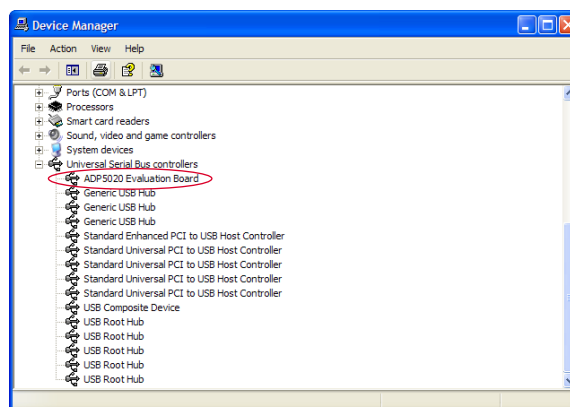 Device Manager
File Action View Help
Ports (COM & LPT)
Processors
Smart card readers
Sound, video and game controllers
System devices
Universal Serial Bus controllers
ADP5020 Evaluation Board
Generic USB Hub
Generic USB Hub
Generic USB Hub
Standard Enhanced PCI to USB Host Controller
Standard Universal PCI to USB Host Controller
Standard Universal PCI to USB Host Controller
Standard Universal PCI to USB Host Controller
Standard Universal PCI to USB Host Controller
USB Composite Device
USB Root Hub
USB Root Hub
USB Root Hub
USB Root Hub
USB Root Hub